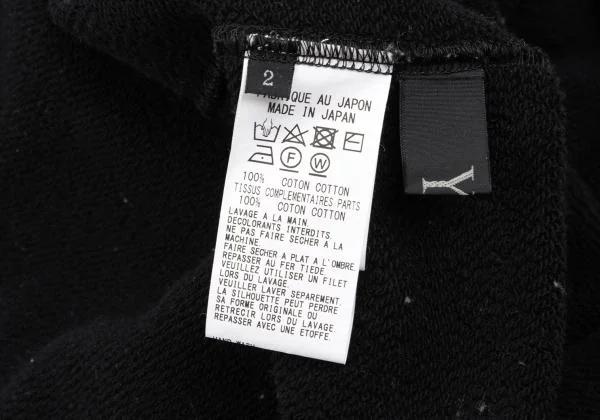 2
FABRIQUE AU JAPON
MADE IN JAPAN
F W
100% COTON COTTON
TISSUS COMPLEMENTAIRES PARTS
100% COTON COTTON
LAVAGE A LA MAIN.
DECOLORANTS INTERDITS.
NE PAS FAIRE SECHER A LA
MACHINE.
FAIRE SECHER A PLAT A L'OMBRE.
REPASSER AU FER TIEDE.
VEUILLEZ UTILISER UN FILET
LORS DU LAVAGE.
VEUILLER LAVER SEPAREMENT.
LA SILHOUETTE PEUT PERDRE
SA FORME ORIGINALE OU
RETRECIR LORS DU LAVAGE.
REPASSER AVEC UNE ETOFFE.
Y